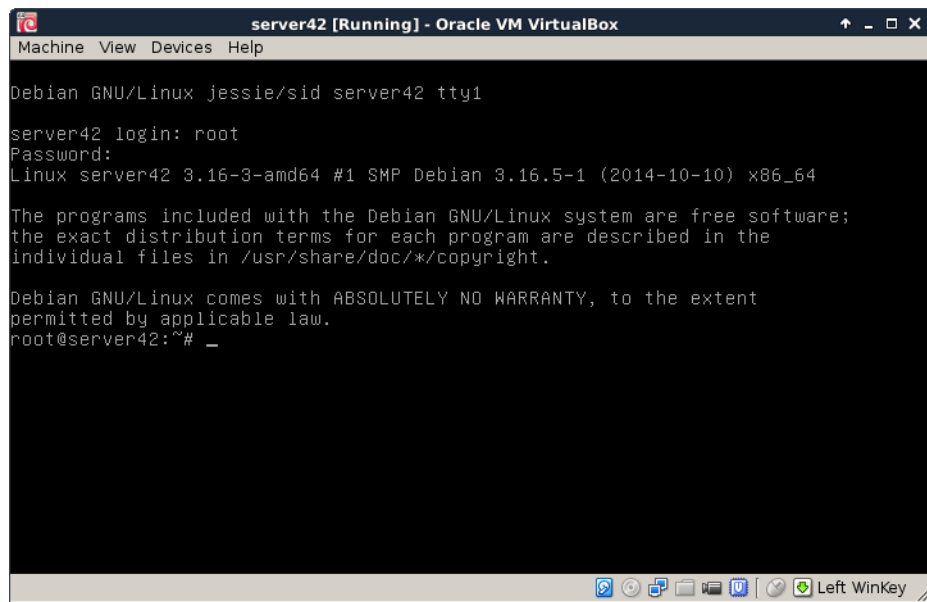 server42 [Running] - Oracle VM VirtualBox
Machine View Devices Help
Debian GNU/Linux jessie/sid server42 tty1
server42 login: root
Password:
Linux server42 3.16-3-amd64 #1 SMP Debian 3.16.5-1 (2014-10-10) x86_64
The programs included with the Debian GNU/Linux system are free software;
the exact distribution terms for each program are described in the
individual files in /usr/share/doc/*/copyright.
Debian GNU/Linux comes with ABSOLUTELY NO WARRANTY, to the extent
permitted by applicable law.
root@server42:~# _
Left WinKey